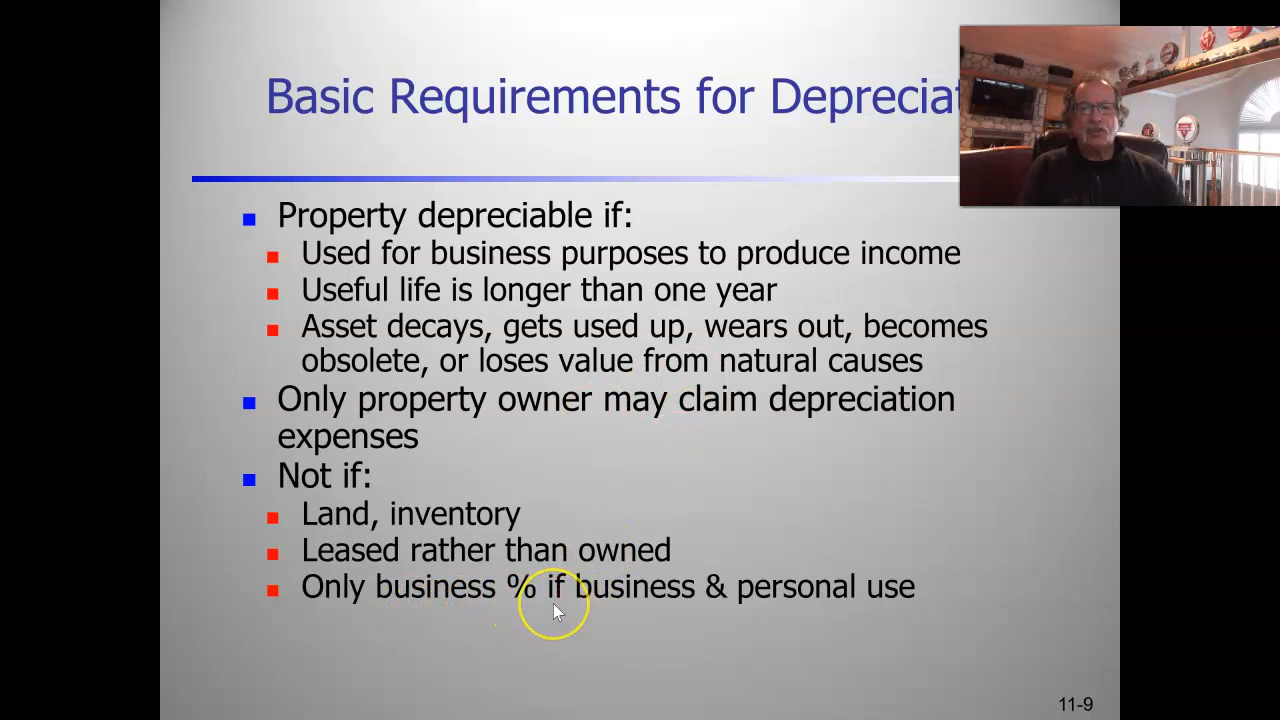 Basic Requirements for Depreciat
Property depreciable if:
Used for business purposes to produce income
Useful life is longer than one year
Asset decays, gets used up, wears out, becomes
obsolete, or loses value from natural causes
Only property owner may claim depreciation
expenses
Not if:
Land, inventory
Leased rather than owned
Only business % if business & personal use
11-9